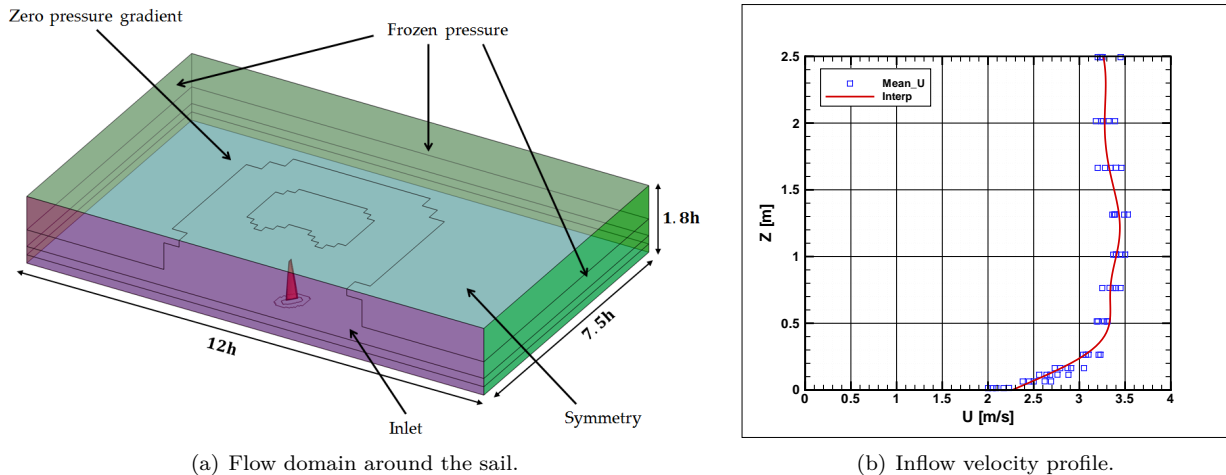 Zero pressure gradient
Frozen pressure
1.8h
7.5h
12h
Symmetry
Inlet
(a) Flow domain around the sail.
2.5
2
1.5
1
0.5
0
Z [m]
Mean_U
Interp
0 0.5 1 1.5 2 2.5 3 3.5 4
U [m/s]
(b) Inflow velocity profile.